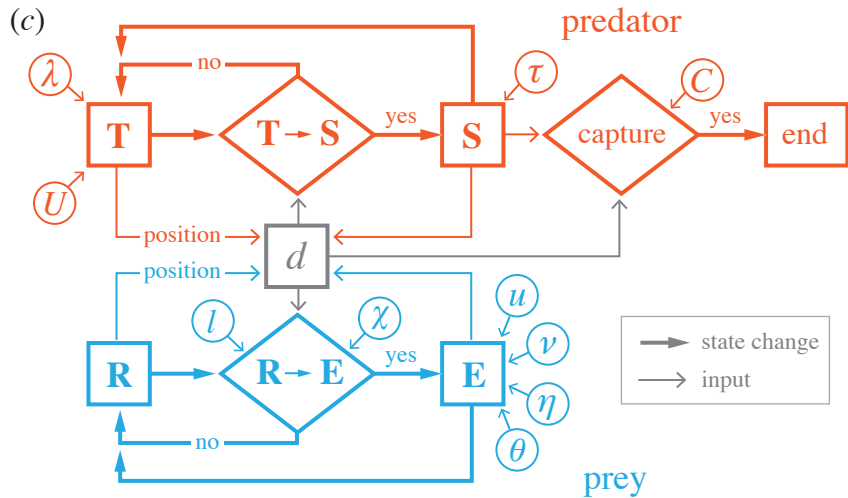 (c)
predator
no
λ
τ
C
T
T → S
yes
S
capture
yes
end
U
position
d
position
l
χ
u
R
R → E
yes
E
ν
η
θ
no
state change
input
prey